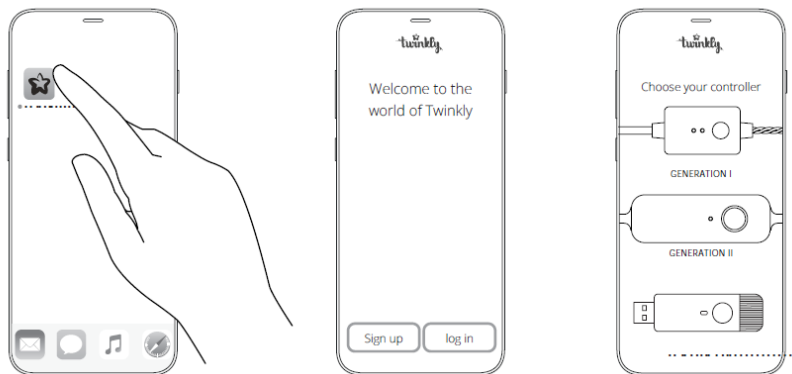 twinkly
Welcome to the
world of Twinkly
Sign up
log in
twinkly
Choose your controller
GENERATION I
GENERATION II